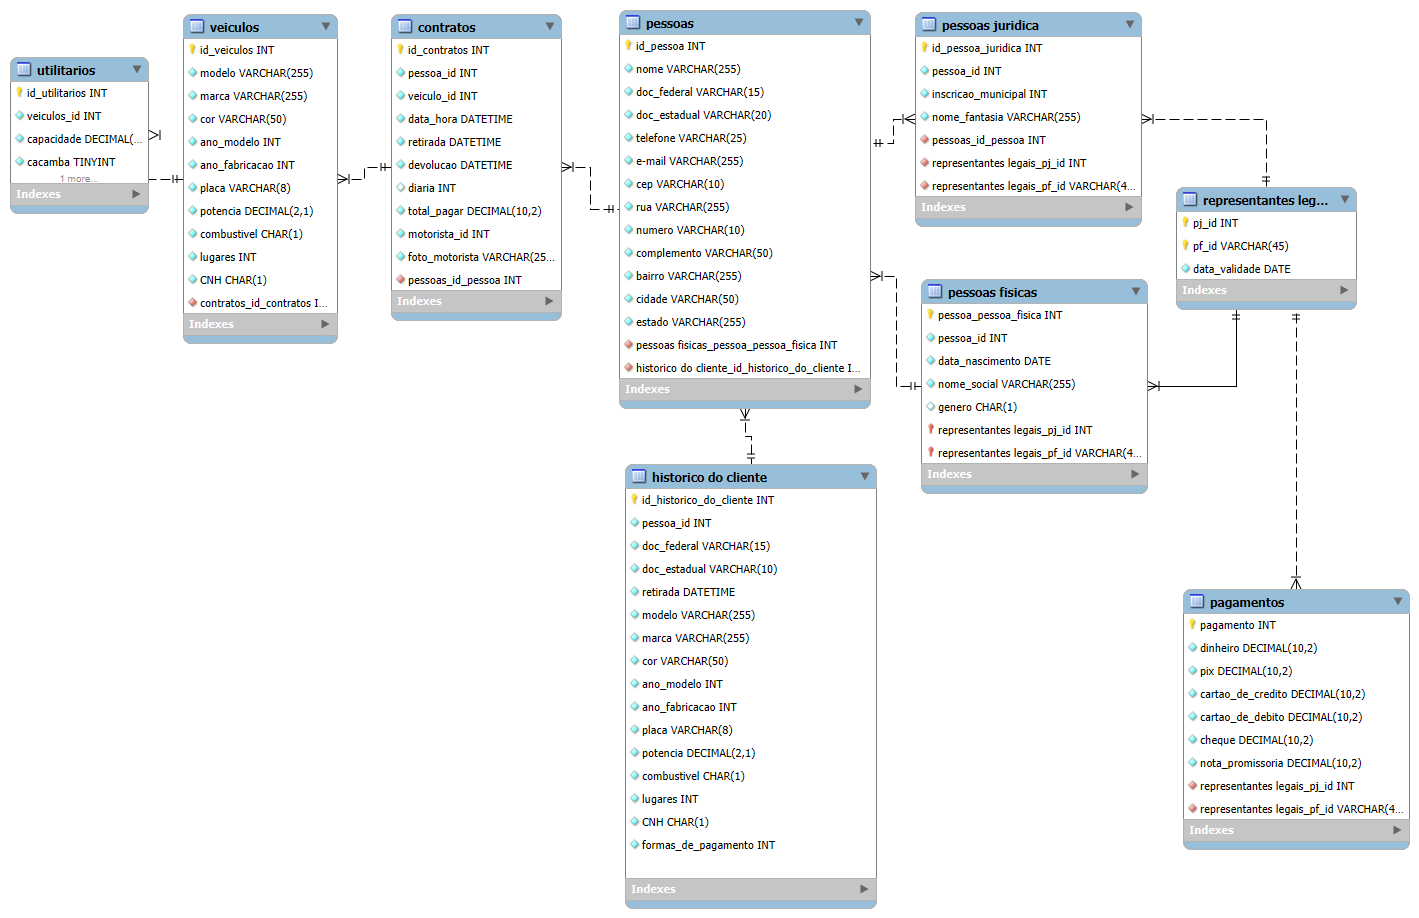 utilitarios
id_utilitarios INT
veiculos_id INT
capacidade DECIMAL(...
cacamba TINYINT
1 more...
Indexes
veiculos
id_veiculos INT
modelo VARCHAR(255)
marca VARCHAR(255)
cor VARCHAR(50)
ano_modelo INT
ano_fabricacao INT
placa VARCHAR(8)
potencia DECIMAL(2,1)
combustivel CHAR(1)
lugares INT
CNH CHAR(1)
contratos_id_contratos I...
Indexes
contratos
id_contratos INT
pessoa_id INT
veiculo_id INT
data_hora DATETIME
retirada DATETIME
devolucao DATETIME
diaria INT
total_pagar DECIMAL(10,2)
motorista_id INT
foto_motorista VARCHAR(25...
pessoas_id_pessoa INT
Indexes
pessoas
id_pessoa INT
nome VARCHAR(255)
doc_federal VARCHAR(15)
doc_estadual VARCHAR(20)
telefone VARCHAR(25)
e-mail VARCHAR(255)
cep VARCHAR(10)
rua VARCHAR(255)
numero VARCHAR(10)
complemento VARCHAR(50)
bairro VARCHAR(255)
cidade VARCHAR(50)
estado VARCHAR(255)
pessoas fisicas_pessoa_pessoa_fisica INT
historico do cliente_id_historico_do_cliente I...
Indexes
pessoas juridica
id_pessoa_juridica INT
pessoa_id INT
inscricao_municipal INT
nome_fantasia VARCHAR(255)
pessoas_id_pessoa INT
representantes legais_pj_id INT
representantes legais_pf_id VARCHAR(4...
Indexes
representantes leg...
pj_id INT
pf_id VARCHAR(45)
data_validade DATE
Indexes
pessoas fisicas
pessoa_pessoa_fisica INT
pessoa_id INT
data_nascimento DATE
nome_social VARCHAR(255)
genero CHAR(1)
representantes legais_pj_id INT
representantes legais_pf_id VARCHAR(4...
Indexes
historico do cliente
id_historico_do_cliente INT
pessoa_id INT
doc_federal VARCHAR(15)
doc_estadual VARCHAR(10)
retirada DATETIME
modelo VARCHAR(255)
marca VARCHAR(255)
cor VARCHAR(50)
ano_modelo INT
ano_fabricacao INT
placa VARCHAR(8)
potencia DECIMAL(2,1)
combustivel CHAR(1)
lugares INT
CNH CHAR(1)
formas_de_pagamento INT
Indexes
pagamentos
pagamento INT
dinheiro DECIMAL(10,2)
pix DECIMAL(10,2)
cartao_de_credito DECIMAL(10,2)
cartao_de_debito DECIMAL(10,2)
cheque DECIMAL(10,2)
nota_promissoria DECIMAL(10,2)
representantes legais_pj_id INT
representantes legais_pf_id VARCHAR(4...
Indexes